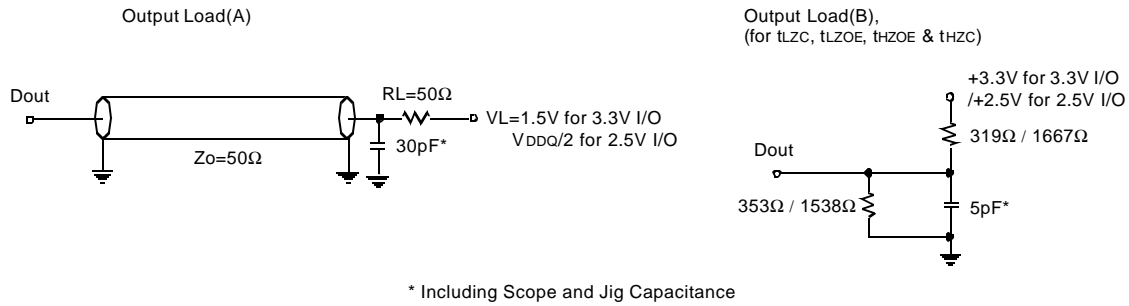 Output Load(A)
Dout
Zo=50Ω
RL=50Ω
30pF*
VL=1.5V for 3.3V I/O
VDDQ/2 for 2.5V I/O
Output Load(B),
(for tLZC, tLZOE, tHZOE & tHZC)
+3.3V for 3.3V I/O
/+2.5V for 2.5V I/O
319Ω / 1667Ω
Dout
353Ω / 1538Ω
5pF*
* Including Scope and Jig Capacitance